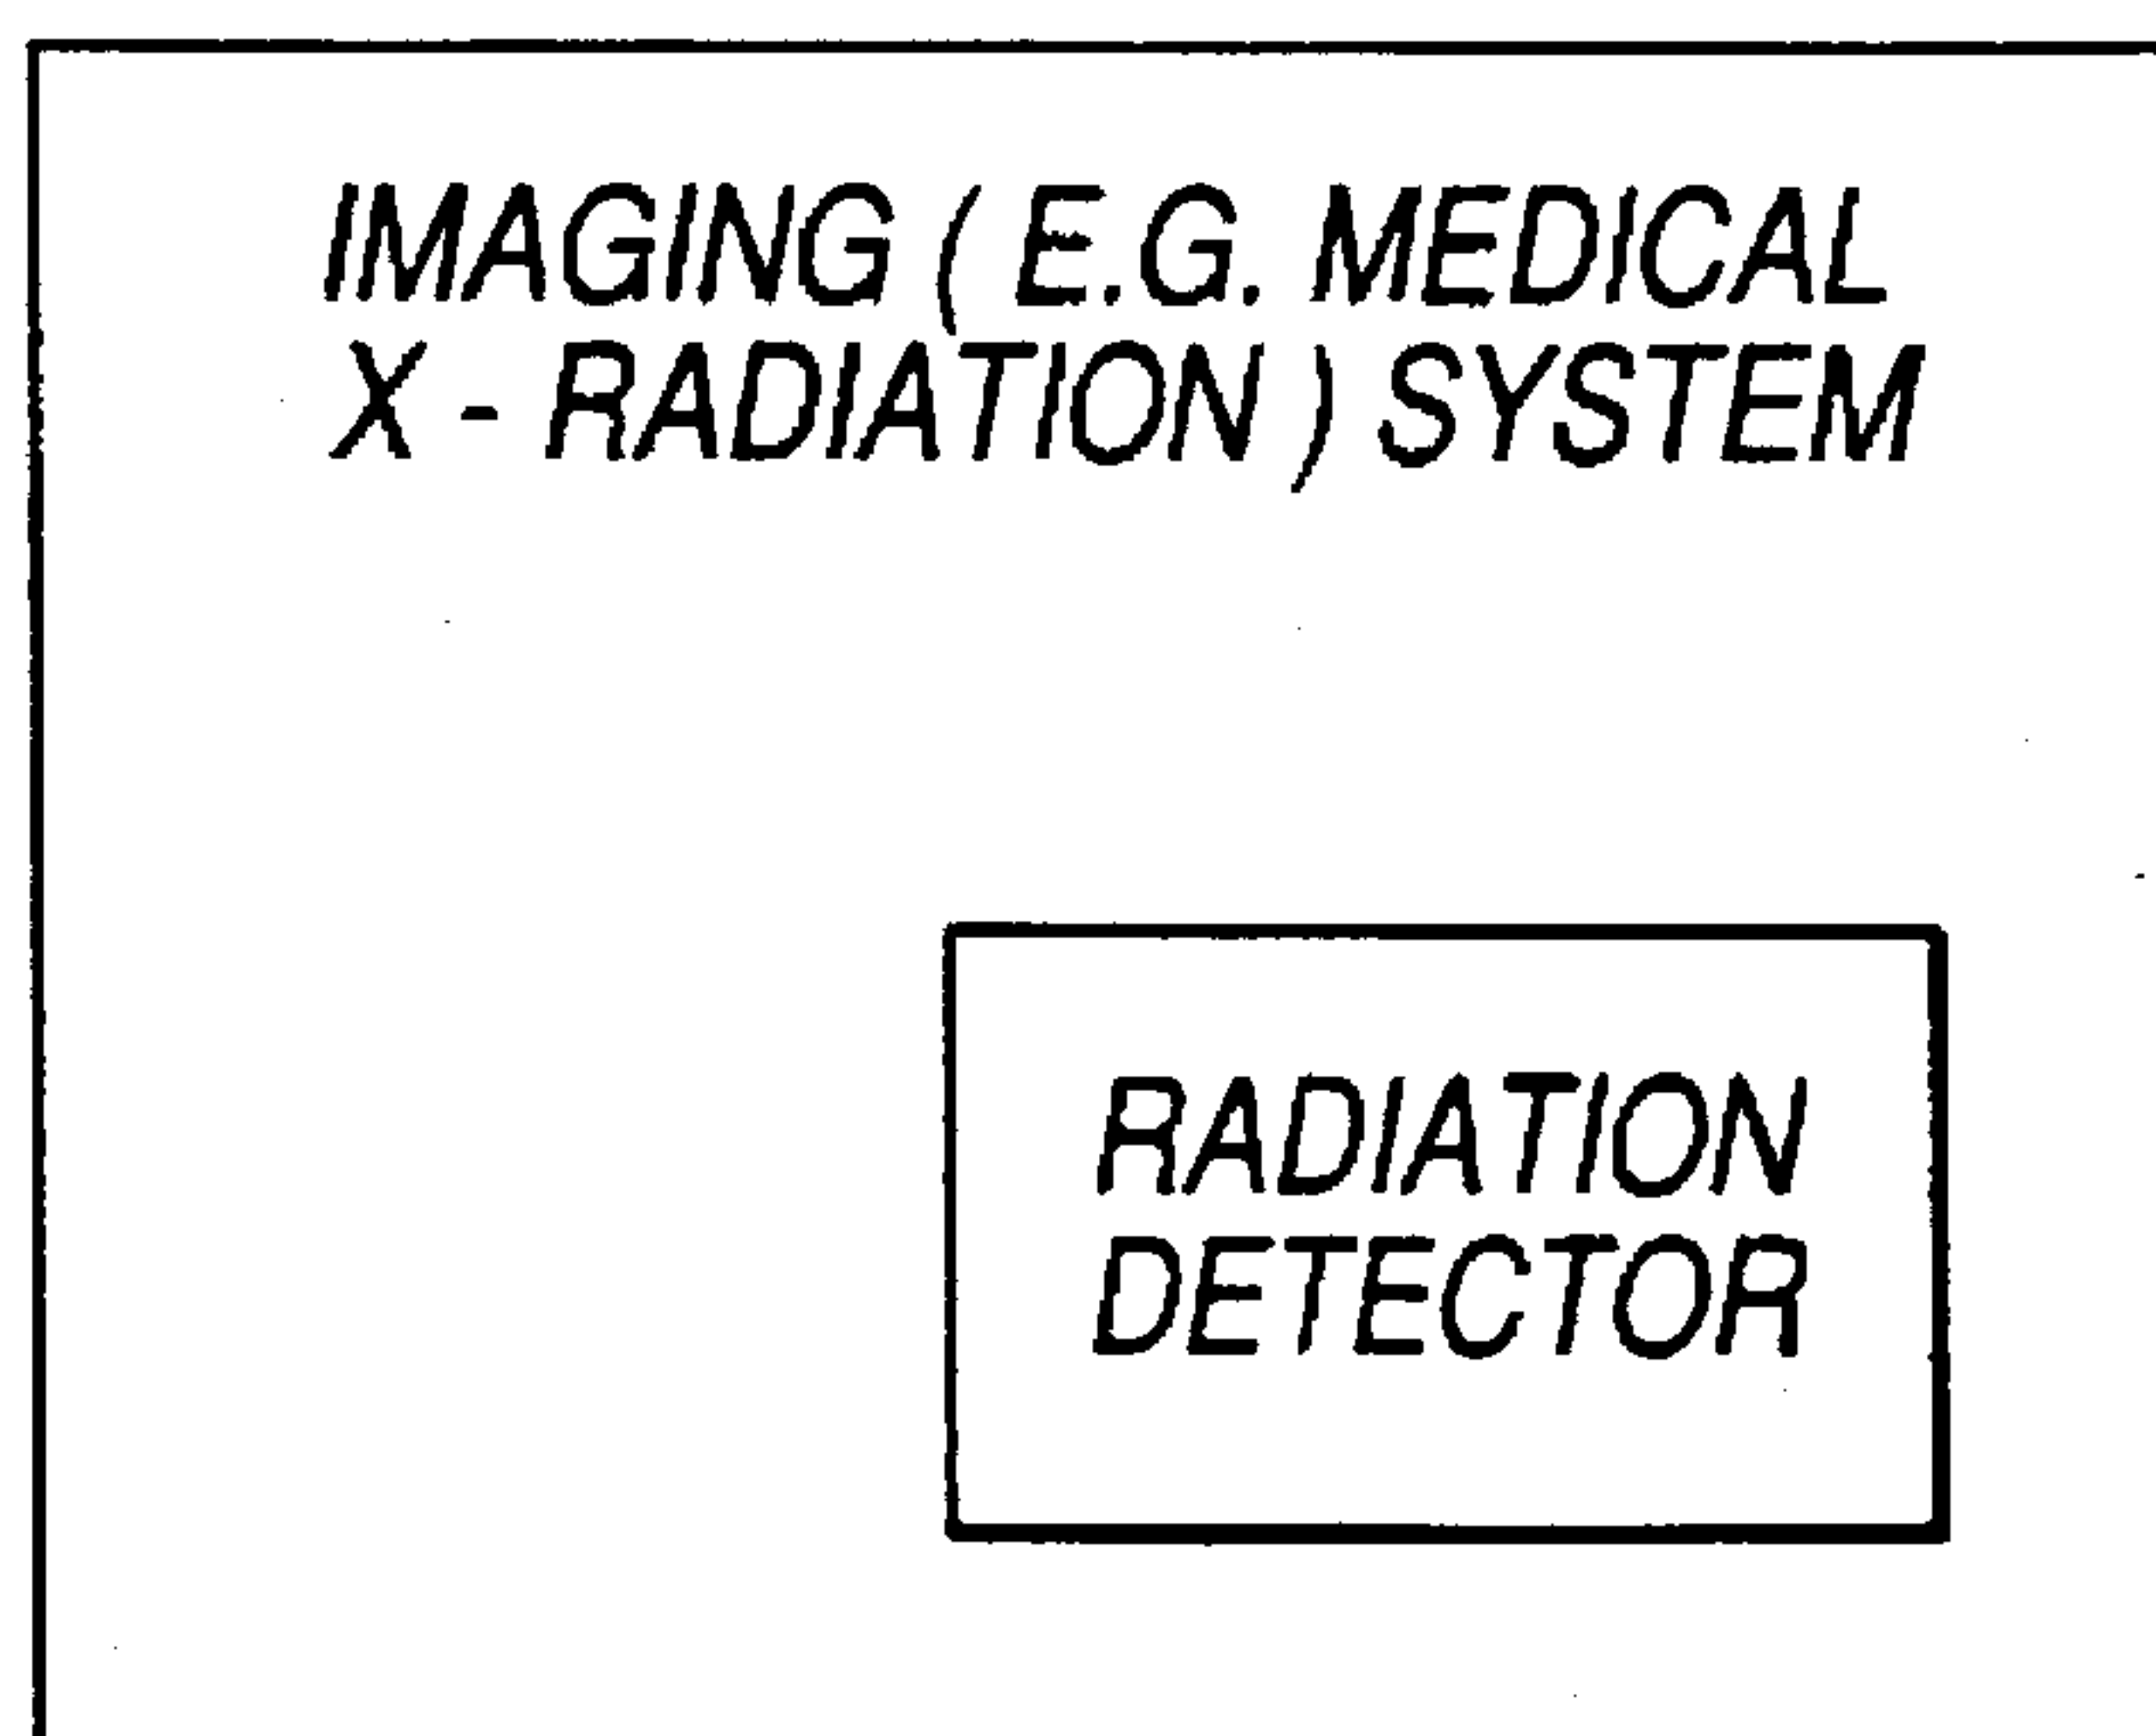 IMAGING ( E.G. MEDICAL
X - RADIATION ) SYSTEM
RADIATION
DETECTOR